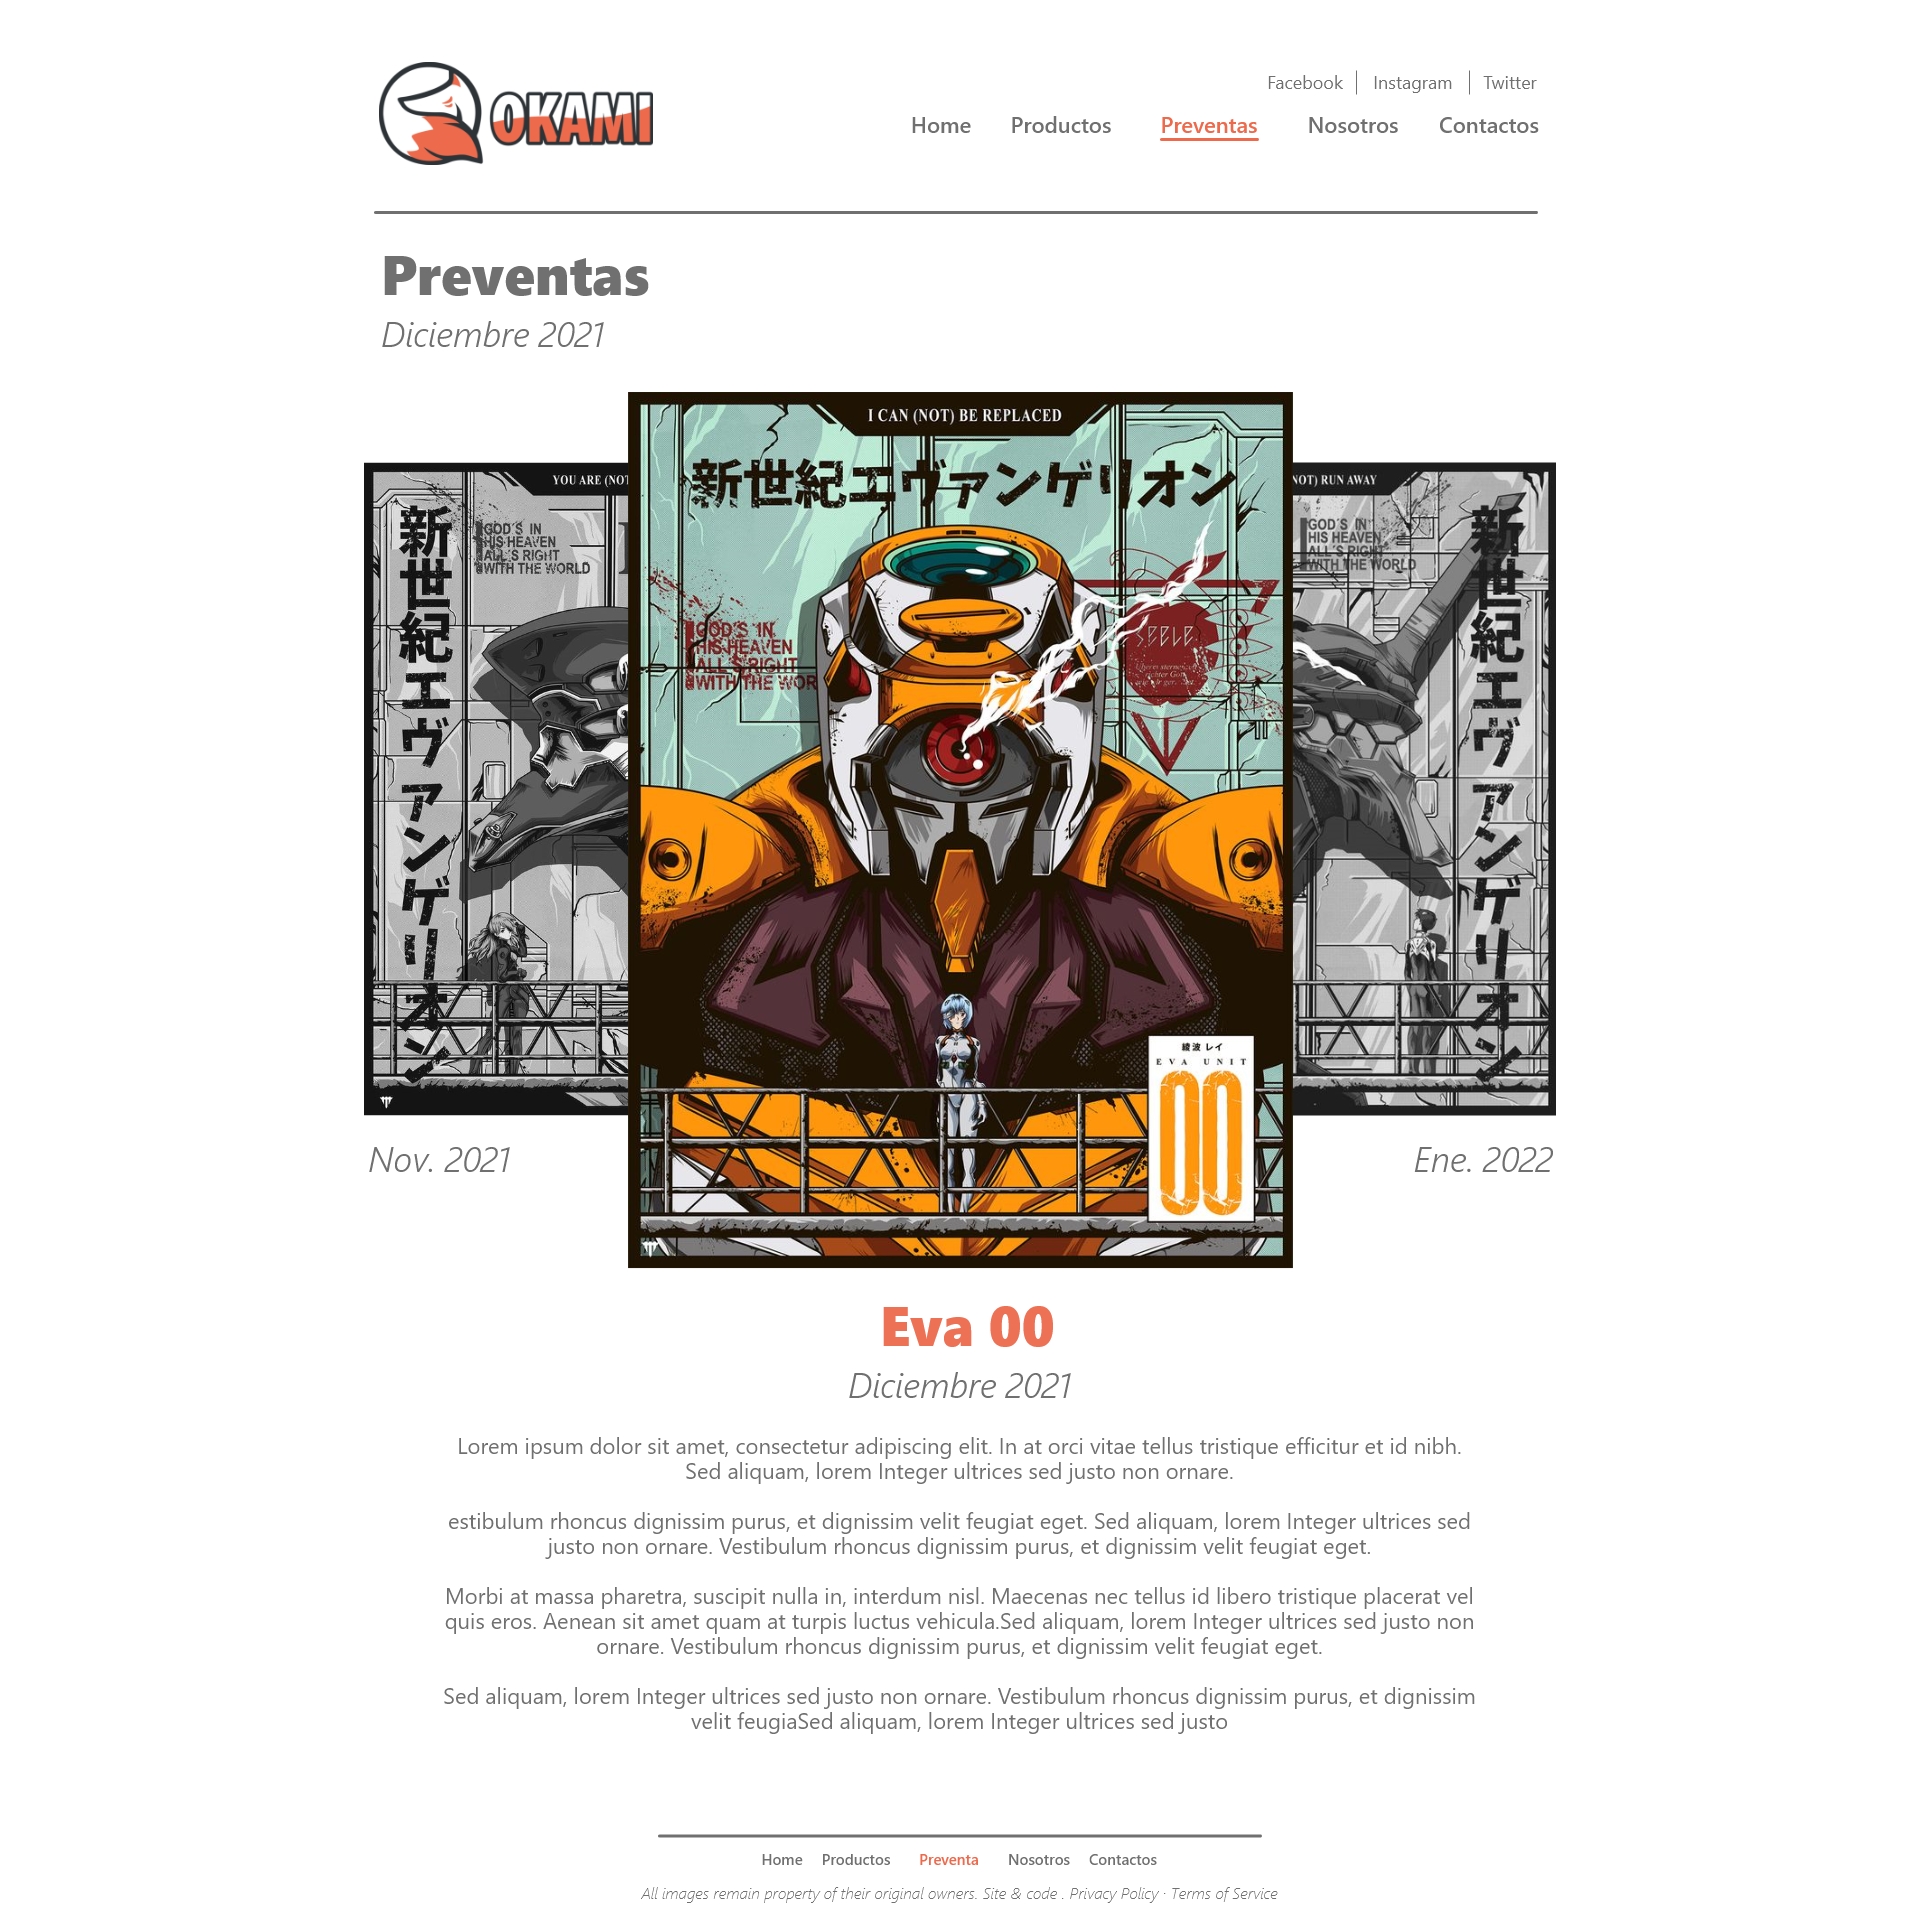 OKAMI
Facebook | Instagram | Twitter
Home Productos Preventas Nosotros Contactos
Preventas
Diciembre 2021
YOU ARE (NOT
新世紀エヴァンゲリオン
GOD'S IN
HIS HEAVEN
ALL'S RIGHT
WITH THE WORLD
I CAN (NOT) BE REPLACED
新世紀エヴァンゲリオン
GOD'S IN
HIS HEAVEN
ALL'S RIGHT
WITH THE WOR
SEELE
綾波 レイ
EVA UNIT
00
NOT) RUN AWAY
GOD'S IN
HIS HEAVEN
ALL'S RIGHT
WITH THE WORLD
新世紀エヴァンゲリオン
Nov. 2021
Ene. 2022
Eva 00
Diciembre 2021
Lorem ipsum dolor sit amet, consectetur adipiscing elit. In at orci vitae tellus tristique efficitur et id nibh.
Sed aliquam, lorem Integer ultrices sed justo non ornare.
estibulum rhoncus dignissim purus, et dignissim velit feugiat eget. Sed aliquam, lorem Integer ultrices sed
justo non ornare. Vestibulum rhoncus dignissim purus, et dignissim velit feugiat eget.
Morbi at massa pharetra, suscipit nulla in, interdum nisl. Maecenas nec tellus id libero tristique placerat vel
quis eros. Aenean sit amet quam at turpis luctus vehicula.Sed aliquam, lorem Integer ultrices sed justo non
ornare. Vestibulum rhoncus dignissim purus, et dignissim velit feugiat eget.
Sed aliquam, lorem Integer ultrices sed justo non ornare. Vestibulum rhoncus dignissim purus, et dignissim
velit feugiaSed aliquam, lorem Integer ultrices sed justo
Home Productos Preventa Nosotros Contactos
All images remain property of their original owners. Site & code . Privacy Policy · Terms of Service